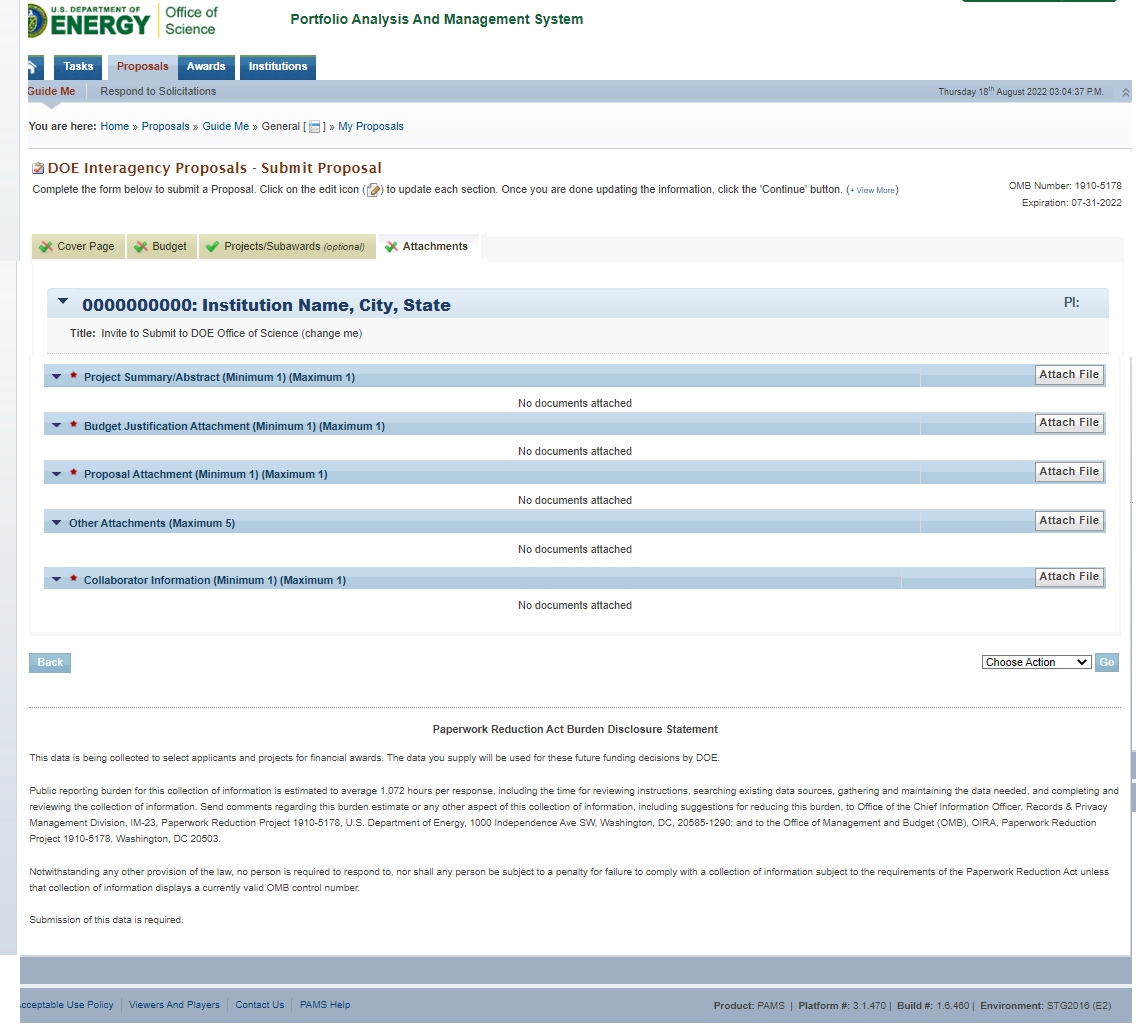 U.S. DEPARTMENT OF
ENERGY
Office of
Science
Portfolio Analysis And Management System
Tasks
Proposals
Awards
Institutions
Guide Me
Respond to Solicitations
Thursday 18th August 2022 03:04:37 P.M.
You are here: Home » Proposals » Guide Me » General [ ] » My Proposals
DOE Interagency Proposals - Submit Proposal
Complete the form below to submit a Proposal. Click on the edit icon ( ) to update each section. Once you are done updating the information, click the 'Continue' button. (+ View More)
OMB Number: 1910-5178
Expiration: 07-31-2022
Cover Page
Budget
Projects/Subawards (optional)
Attachments
0000000000: Institution Name, City, State
PI:
Title: Invite to Submit to DOE Office of Science (change me)
* Project Summary/Abstract (Minimum 1) (Maximum 1)
Attach File
No documents attached
* Budget Justification Attachment (Minimum 1) (Maximum 1)
Attach File
No documents attached
* Proposal Attachment (Minimum 1) (Maximum 1)
Attach File
No documents attached
Other Attachments (Maximum 5)
Attach File
No documents attached
* Collaborator Information (Minimum 1) (Maximum 1)
Attach File
No documents attached
Back
Choose Action
Go
Paperwork Reduction Act Burden Disclosure Statement
This data is being collected to select applicants and projects for financial awards. The data you supply will be used for these future funding decisions by DOE.
Public reporting burden for this collection of information is estimated to average 1.072 hours per response, including the time for reviewing instructions, searching existing data sources, gathering and maintaining the data needed, and completing and
reviewing the collection of information. Send comments regarding this burden estimate or any other aspect of this collection of information, including suggestions for reducing this burden, to Office of the Chief Information Officer, Records & Privacy
Management Division, IM-23, Paperwork Reduction Project 1910-5178, U.S. Department of Energy, 1000 Independence Ave SW, Washington, DC, 20585-1290; and to the Office of Management and Budget (OMB), OIRA, Paperwork Reduction
Project 1910-5178, Washington, DC 20503.
Notwithstanding any other provision of the law, no person is required to respond to, nor shall any person be subject to a penalty for failure to comply with a collection of information subject to the requirements of the Paperwork Reduction Act unless
that collection of information displays a currently valid OMB control number.
Submission of this data is required.
cceptable Use Policy
Viewers And Players
Contact Us
PAMS Help
Product: PAMS | Platform #: 3.1.470 | Build #: 1.6.460 | Environment: STG2016 (E2)